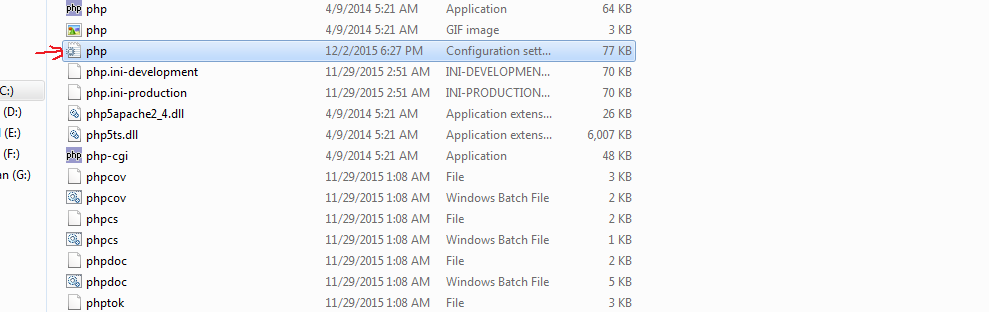 php 4/9/2014 5:21 AM Application 64 KB
php 4/9/2014 5:21 AM GIF image 3 KB
php 12/2/2015 6:27 PM Configuration sett... 77 KB
php.ini-development 11/29/2015 2:51 AM INI-DEVELOPMEN... 70 KB
C:) php.ini-production 11/29/2015 2:51 AM INI-PRODUCTION... 70 KB
(D:) php5apache2_4.dll 4/9/2014 5:21 AM Application extens... 26 KB
(E:) php5ts.dll 4/9/2014 5:21 AM Application extens... 6,007 KB
(F:) php php-cgi 4/9/2014 5:21 AM Application 48 KB
n (G:) phpcov 11/29/2015 1:08 AM File 3 KB
phpcov 11/29/2015 1:08 AM Windows Batch File 2 KB
phpcs 11/29/2015 1:08 AM File 2 KB
phpcs 11/29/2015 1:08 AM Windows Batch File 1 KB
phpdoc 11/29/2015 1:08 AM File 2 KB
phpdoc 11/29/2015 1:08 AM Windows Batch File 5 KB
phptok 11/29/2015 1:08 AM File 3 KB